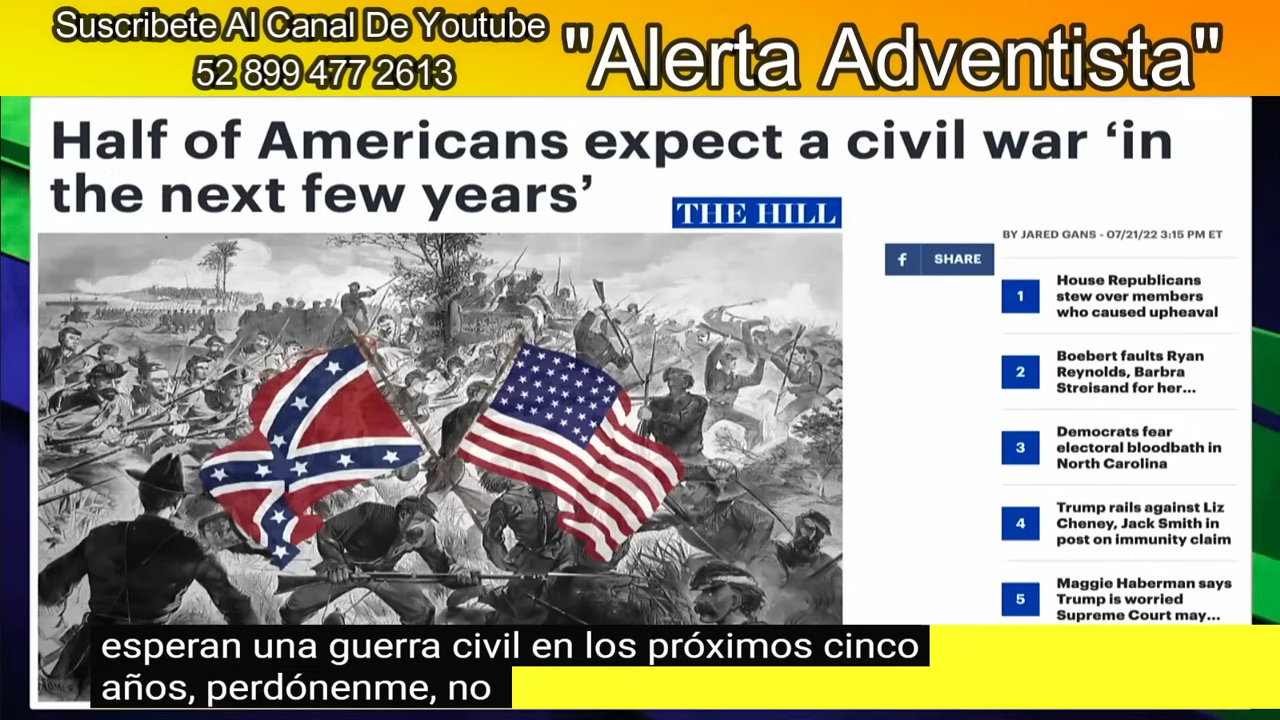 Suscribete Al Canal De Youtube
52 899 477 2613
"Alerta Adventista"
Half of Americans expect a civil war ‘in
the next few years’
THE HILL
BY JARED GANS - 07/21/22 3:15 PM ET
f SHARE
1
House Republicans
stew over members
who caused upheaval
2
Boebert faults Ryan
Reynolds, Barbra
Streisand for her...
3
Democrats fear
electoral bloodbath in
North Carolina
4
Trump rails against Liz
Cheney, Jack Smith in
post on immunity claim
5
Maggie Haberman says
Trump is worried
Supreme Court may...
esperan una guerra civil en los próximos cinco
años, perdónenme, no